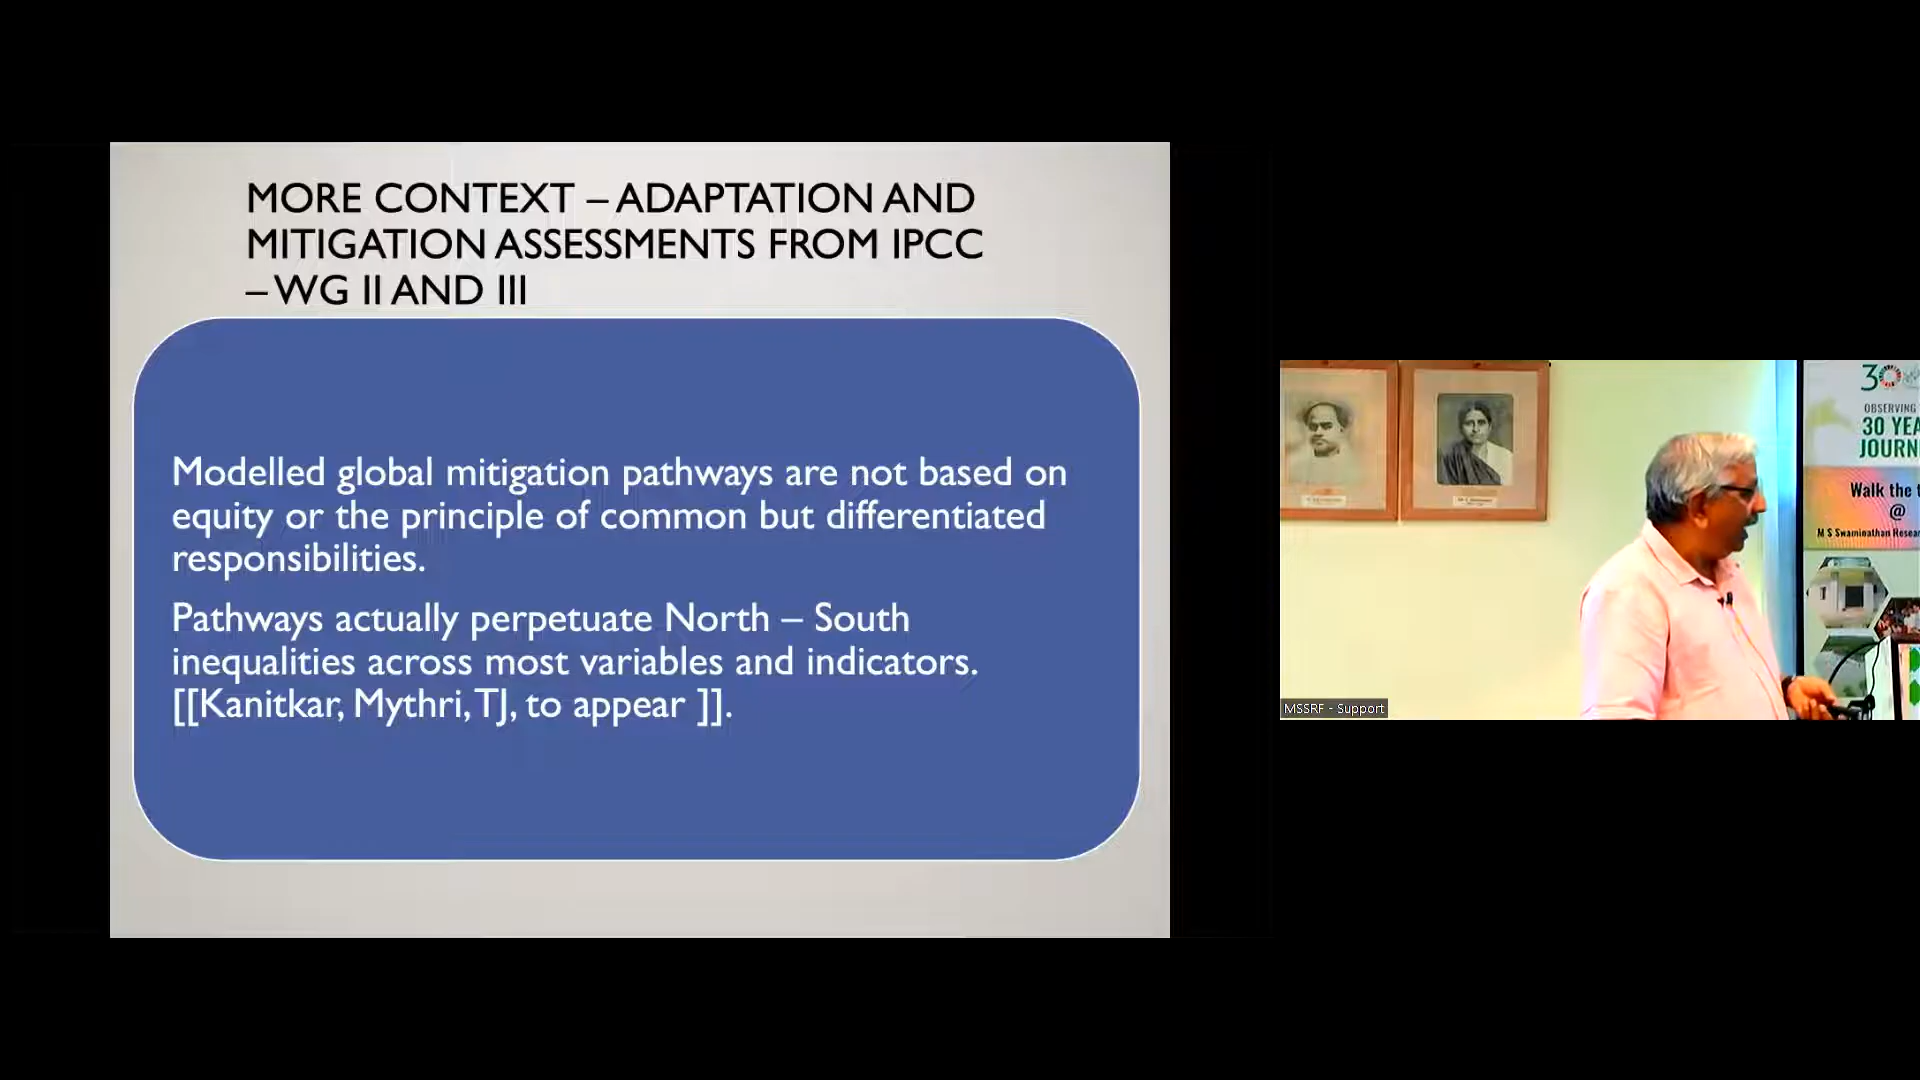 MORE CONTEXT – ADAPTATION AND
MITIGATION ASSESSMENTS FROM IPCC
– WG II AND III
Modelled global mitigation pathways are not based on
equity or the principle of common but differentiated
responsibilities.
Pathways actually perpetuate North – South
inequalities across most variables and indicators.
[[Kanitkar, Mythri, TJ, to appear ]].
30
OBSERVING
30 YEA
JOURN
Walk the t
@
M S Swaminathan Resear
MSSRF - Support